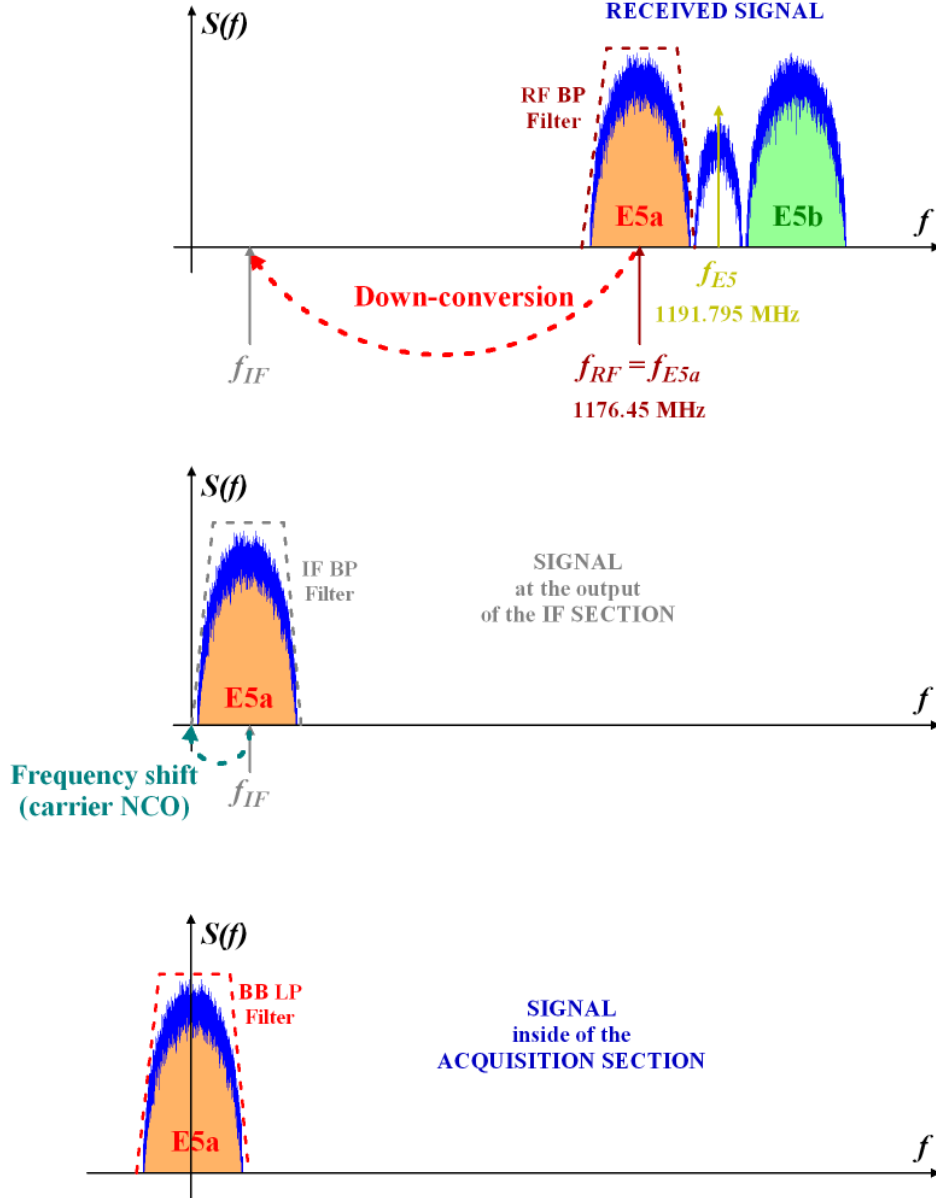 RECEIVED SIGNAL
S(f)
RF BP
Filter
E5a
E5b
f
f_E5
1191.795 MHz
Down-conversion
f_IF
f_RF = f_E5a
1176.45 MHz
S(f)
IF BP
Filter
SIGNAL
at the output
of the IF SECTION
E5a
f
Frequency shift
(carrier NCO)
f_IF
S(f)
BB LP
Filter
SIGNAL
inside of the
ACQUISITION SECTION
E5a
f